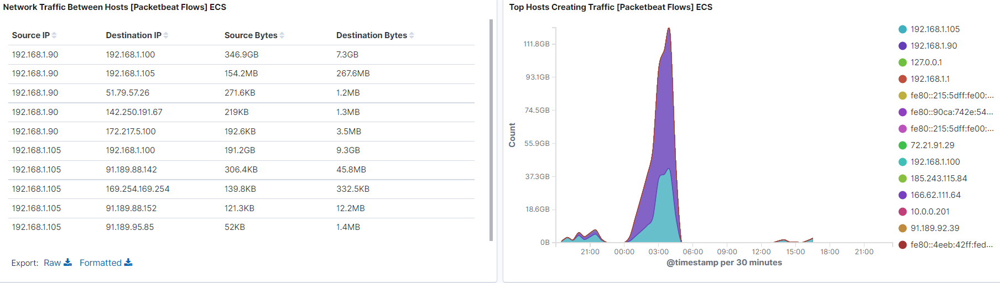 Network Traffic Between Hosts [Packetbeat Flows] ECS
Source IP Destination IP Source Bytes Destination Bytes
192.168.1.90 192.168.1.100 346.9GB 7.3GB
192.168.1.90 192.168.1.105 154.2MB 267.6MB
192.168.1.90 51.79.57.26 271.6KB 1.2MB
192.168.1.90 142.250.191.67 219KB 1.3MB
192.168.1.90 172.217.5.100 192.6KB 3.5MB
192.168.1.105 192.168.1.100 191.2GB 9.3GB
192.168.1.105 91.189.88.142 306.4KB 45.8MB
192.168.1.105 169.254.169.254 139.8KB 332.5KB
192.168.1.105 91.189.88.152 121.3KB 12.2MB
192.168.1.105 91.189.95.85 52KB 1.4MB
Export: Raw Formatted
Top Hosts Creating Traffic [Packetbeat Flows] ECS
Count
111.8GB
93.1GB
74.5GB
55.9GB
37.3GB
18.6GB
0B
21:00 00:00 03:00 06:00 09:00 12:00 15:00 18:00 21:00
@timestamp per 30 minutes
192.168.1.105
192.168.1.90
127.0.0.1
192.168.1.1
fe80::215:5dff:fe00:...
fe80::90ca:742e:54...
fe80::215:5dff:fe00:...
72.21.91.29
192.168.1.100
185.243.115.84
166.62.111.64
10.0.0.201
91.189.92.39
fe80::4eeb:42ff:fed...